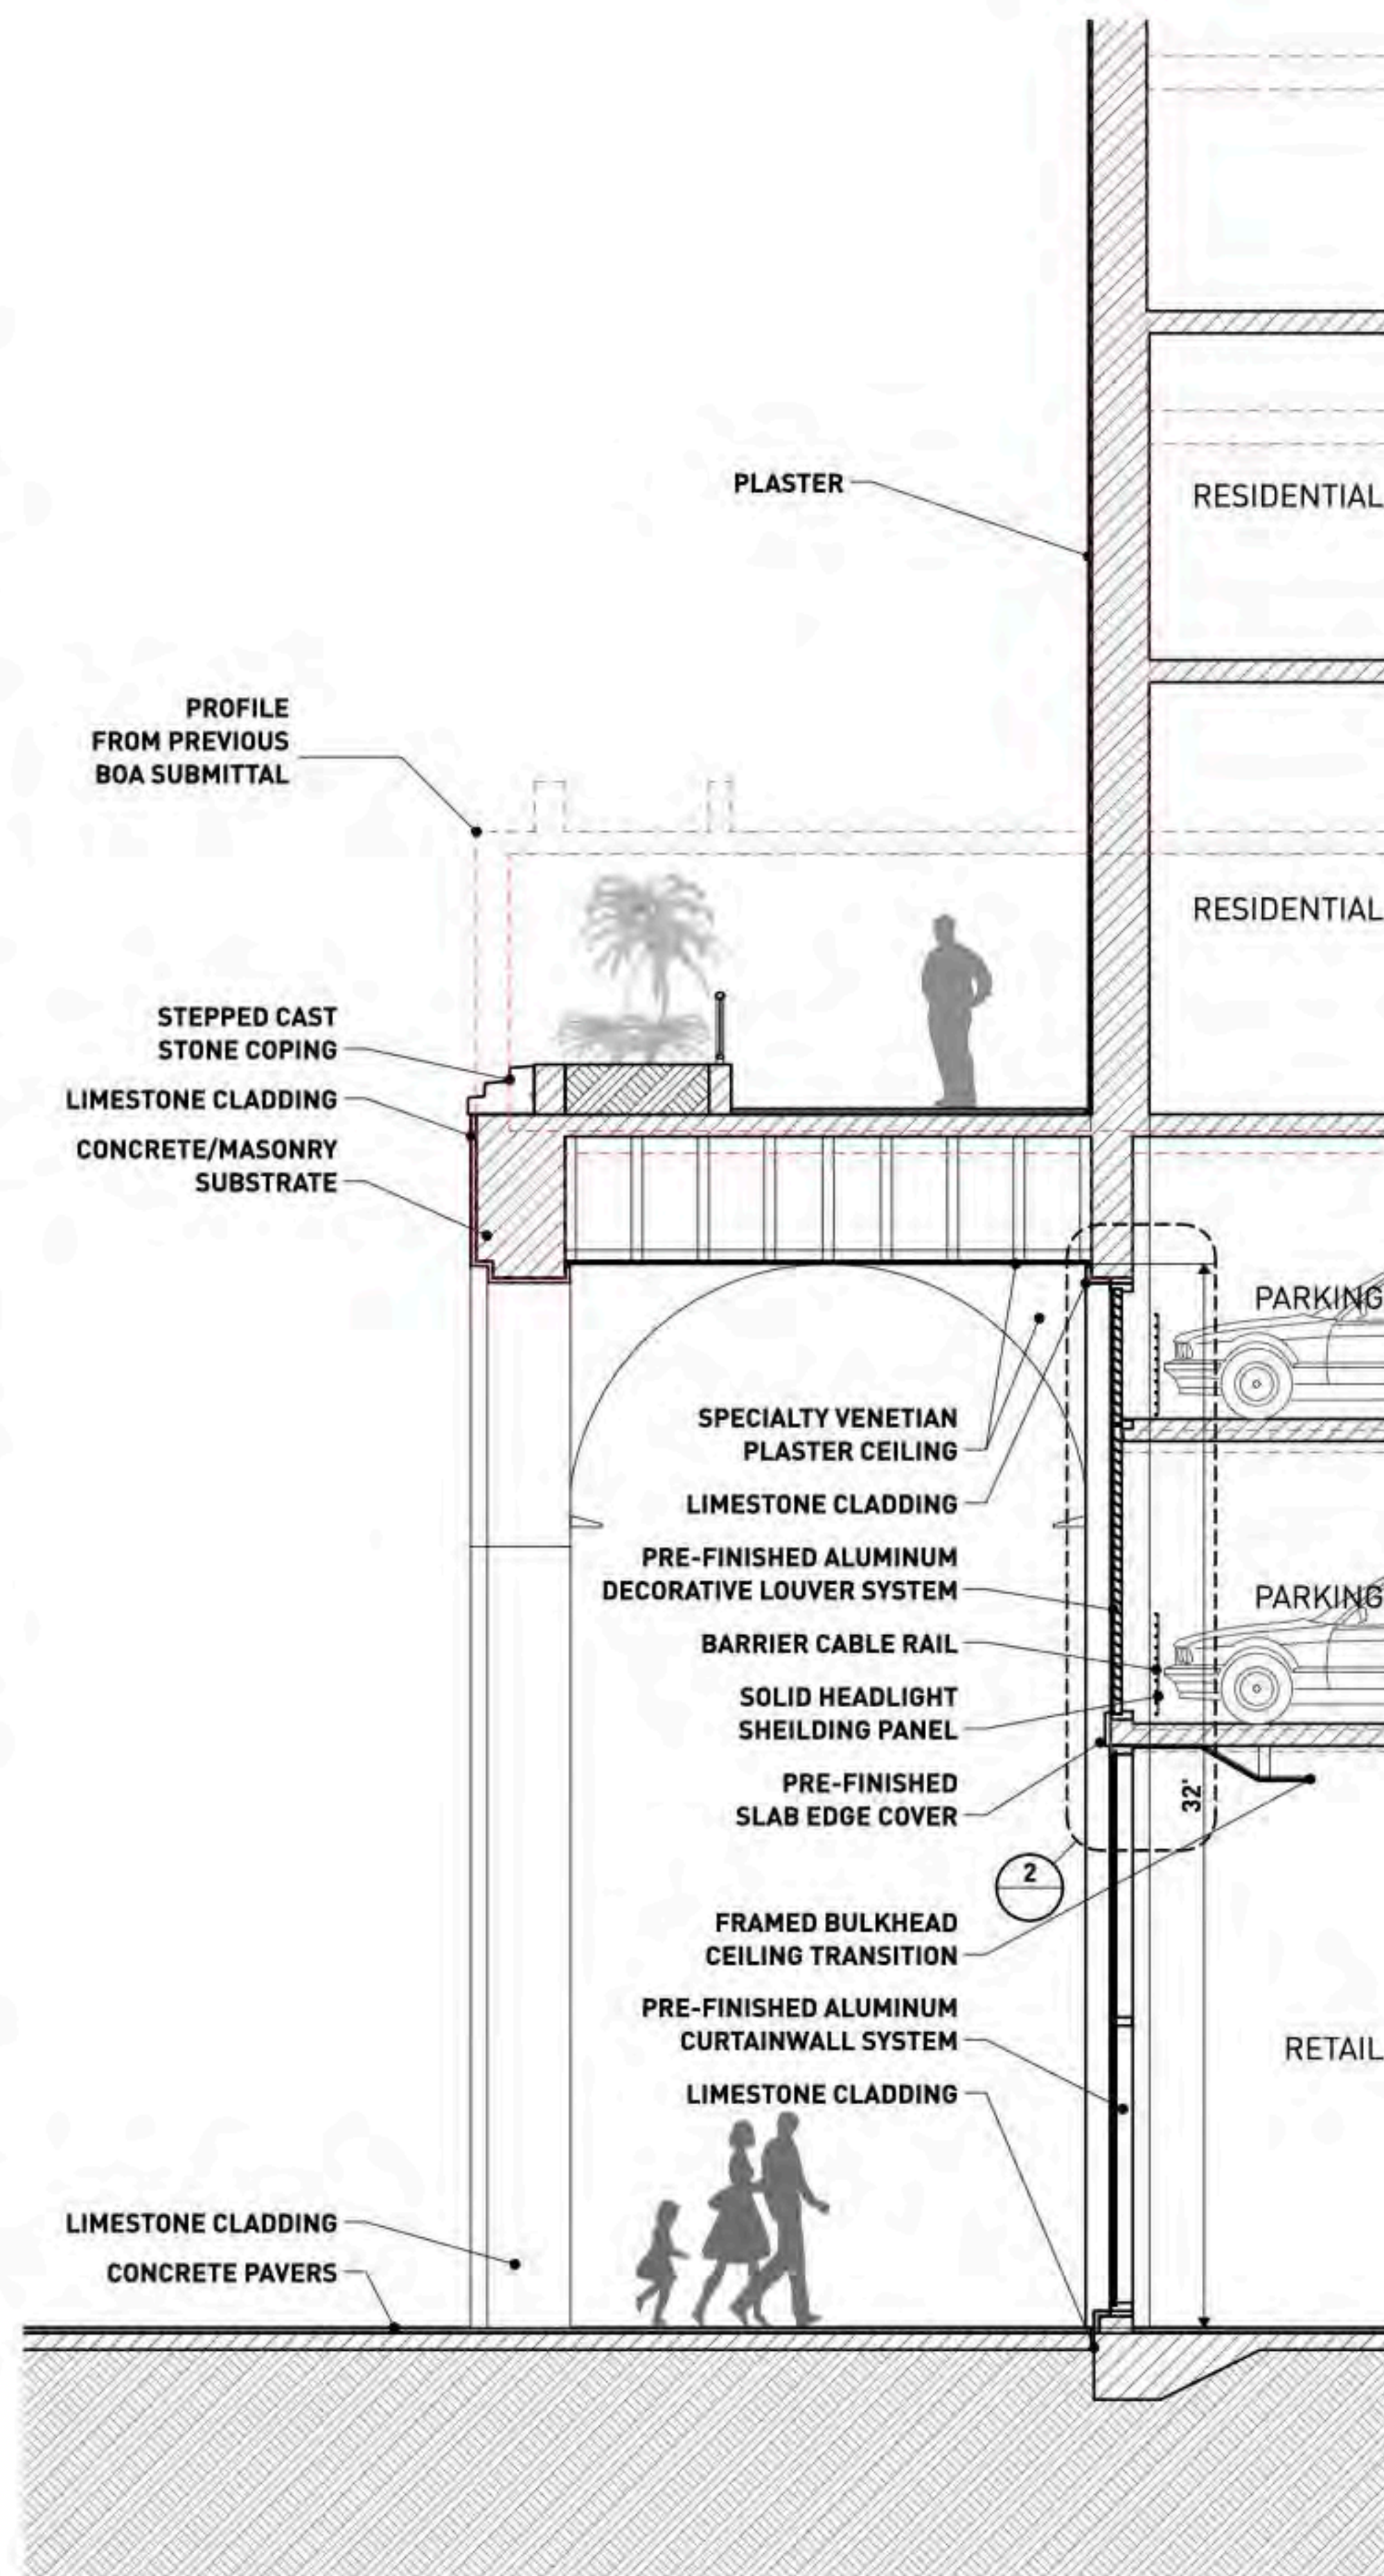 PLASTER
RESIDENTIAL
PROFILE
FROM PREVIOUS
BOA SUBMITTAL
RESIDENTIAL
STEPPED CAST
STONE COPING
LIMESTONE CLADDING
CONCRETE/MASONRY
SUBSTRATE
PARKING
SPECIALTY VENETIAN
PLASTER CEILING
LIMESTONE CLADDING
PRE-FINISHED ALUMINUM
DECORATIVE LOUVER SYSTEM
PARKING
BARRIER CABLE RAIL
SOLID HEADLIGHT
SHEILDING PANEL
PRE-FINISHED
SLAB EDGE COVER
32'
2
FRAMED BULKHEAD
CEILING TRANSITION
PRE-FINISHED ALUMINUM
CURTAINWALL SYSTEM
RETAIL
LIMESTONE CLADDING
LIMESTONE CLADDING
CONCRETE PAVERS